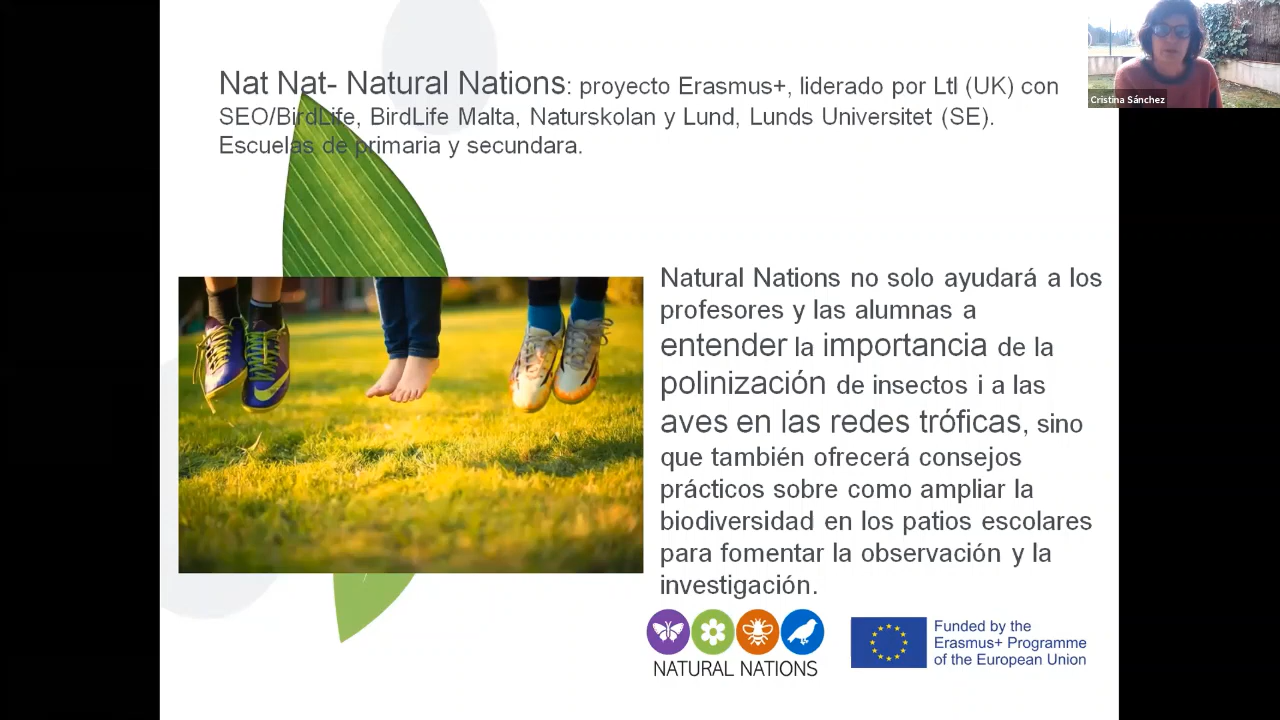 Nat Nat- Natural Nations: proyecto Erasmus+, liderado por Ltl (UK) con
SEO/BirdLife, BirdLife Malta, Naturskolan y Lund, Lunds Universitet (SE).
Escuelas de primaria y secundara.
Cristina Sánchez
Natural Nations no solo ayudará a los
profesores y las alumnas a
entender la importancia de la
polinización de insectos i a las
aves en las redes tróficas, sino
que también ofrecerá consejos
prácticos sobre como ampliar la
biodiversidad en los patios escolares
para fomentar la observación y la
investigación.
NATURAL NATIONS
Funded by the
Erasmus+ Programme
of the European Union